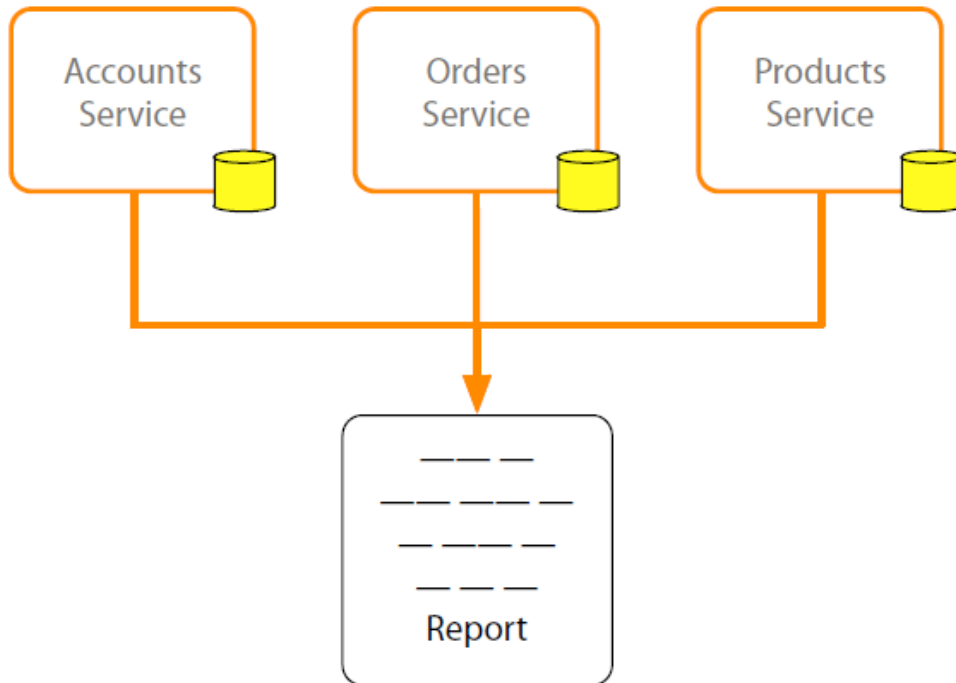 Accounts
Service
Orders
Service
Products
Service
Report